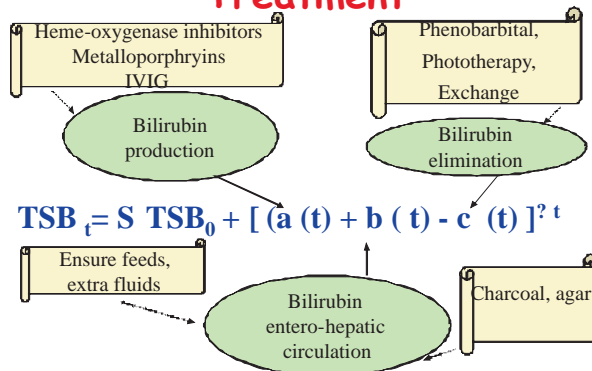 Treatment
Heme-oxygenase inhibitors
Metalloporphryins
IVIG
Phenobarbital,
Phototherapy,
Exchange
Bilirubin
production
Bilirubin
elimination
TSB t= S TSB0 + [ (a (t) + b ( t) - c (t) ]? t
Ensure feeds,
extra fluids
Bilirubin
entero-hepatic
circulation
Charcoal, agar